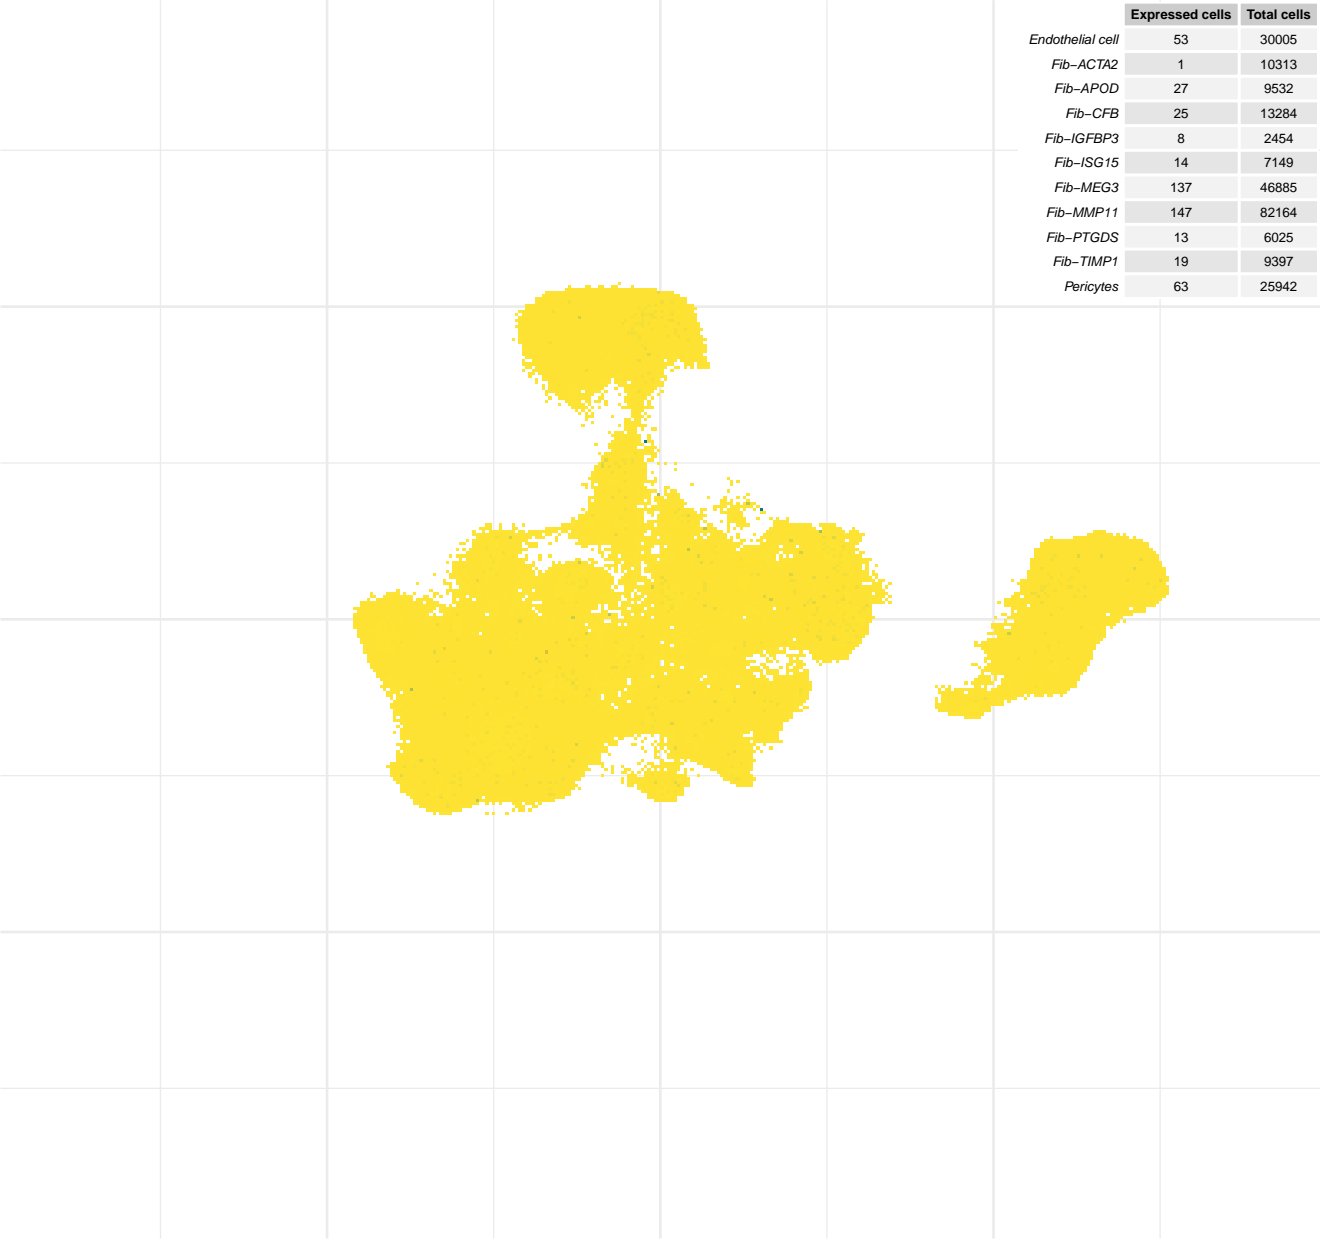 Expressed cells Total cells
Endothelial cell 53 30005
Fib−ACTA2 1 10313
Fib−APOD 27 9532
Fib−CFB 25 13284
Fib−IGFBP3 8 2454
Fib−ISG15 14 7149
Fib−MEG3 137 46885
Fib−MMP11 147 82164
Fib−PTGDS 13 6025
Fib−TIMP1 19 9397
Pericytes 63 25942